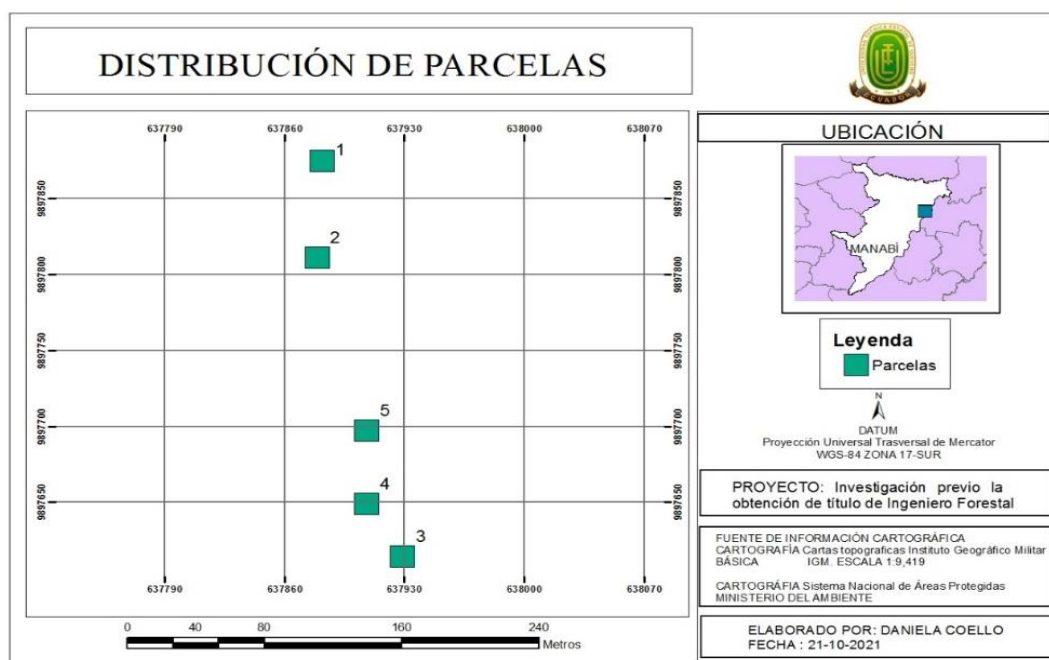 DISTRIBUCIÓN DE PARCELAS
637790 637860 637930 638000 638070
9897850 9897850
9897800 9897800
9897750 9897750
9897700 9897700
9897650 9897650
1
2
5
4
3
637790 637860 637930 638000 638070
0 40 80 160 240
Metros
ECUADOR
UBICACIÓN
MANABÌ
Leyenda
Parcelas
N
DATUM
Proyección Universal Trasversal de Mercator
WGS-84 ZONA 17-SUR
PROYECTO: Investigación previo la
obtención de título de Ingeniero Forestal
FUENTE DE INFORMACIÓN CARTOGRÁFICA
CARTOGRAFÍA Cartas topograficas Instituto Geográfico Militar
BÁSICA IGM. ESCALA 1:9,419
CARTOGRÁFIA Sistema Nacional de Áreas Protegidas
MINISTERIO DEL AMBIENTE
ELABORADO POR: DANIELA COELLO
FECHA : 21-10-2021